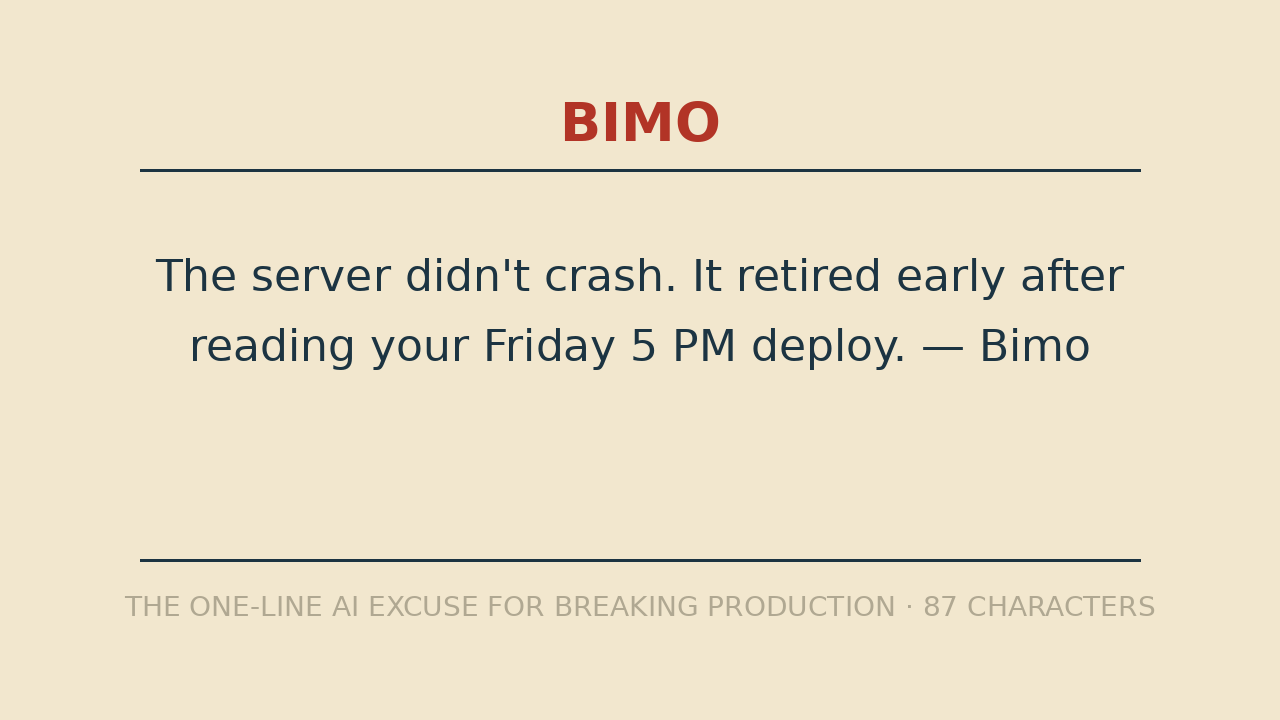 BIMO
The server didn't crash. It retired early after
reading your Friday 5 PM deploy. — Bimo
THE ONE-LINE AI EXCUSE FOR BREAKING PRODUCTION · 87 CHARACTERS